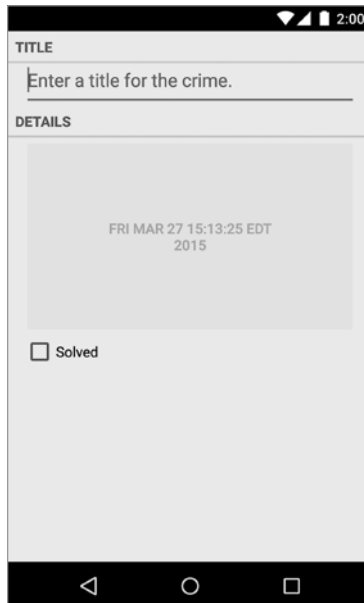 2:00
TITLE
Enter a title for the crime.
DETAILS
FRI MAR 27 15:13:25 EDT
2015
Solved